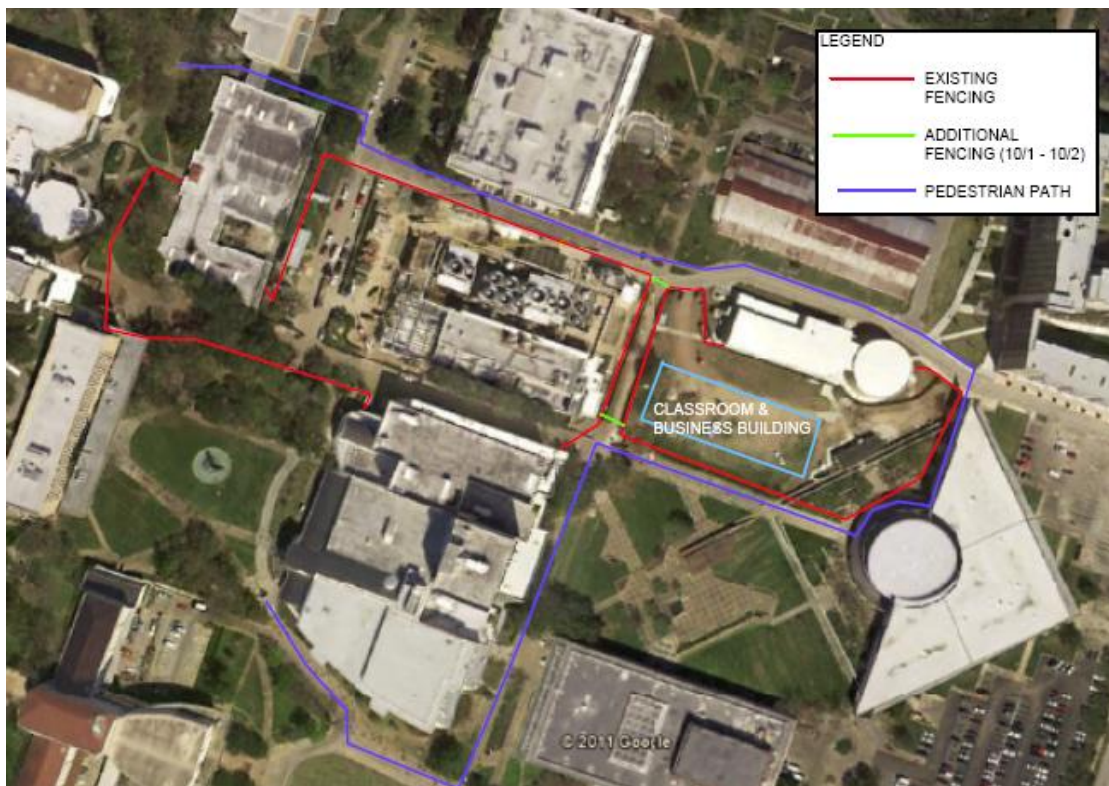 LEGEND
EXISTING
FENCING
ADDITIONAL
FENCING (10/1 - 10/2)
PEDESTRIAN PATH
CLASSROOM &
BUSINESS BUILDING
© 2011 Google